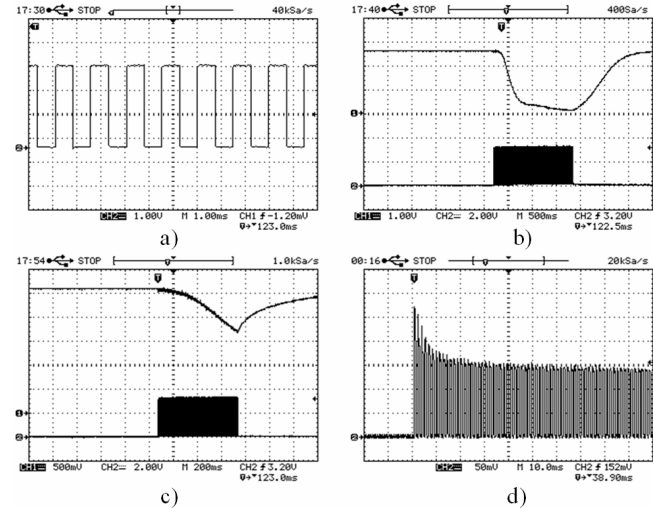 17:30 STOP 40kSa/s
CH2 1.00V M 1.00ms CH1 -1.20mV
123.0ms
a)
17:40 STOP 400Sa/s
CH1 1.00V CH2 2.00V M 500ms CH2 3.20V
122.5ms
b)
17:54 STOP 1.0kSa/s
CH1 500mV CH2 2.00V M 200ms CH2 3.20V
123.0ms
c)
00:16 STOP 20kSa/s
CH2 50mV M 10.0ms CH2 152mV
38.90ms
d)